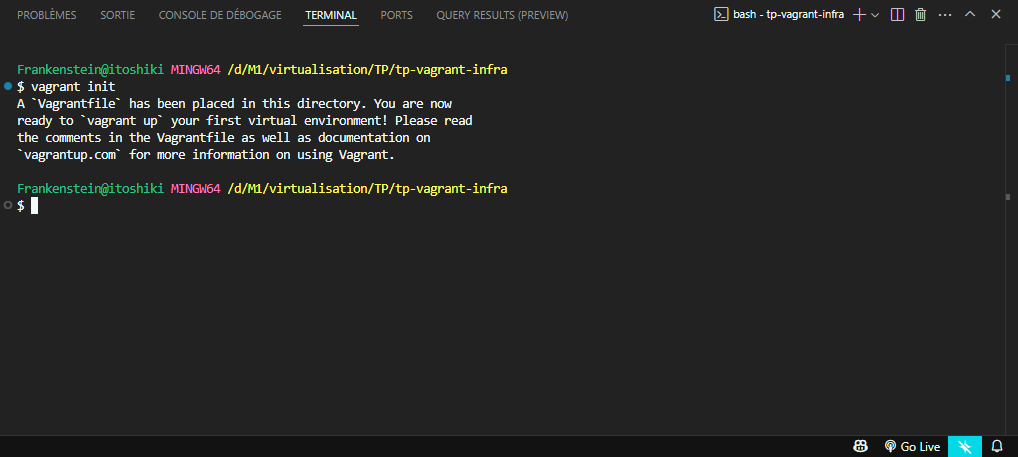 PROBLÈMES SORTIE CONSOLE DE DÉBOGAGE TERMINAL PORTS QUERY RESULTS (PREVIEW) bash - tp-vagrant-infra
Frankenstein@itoshiki MINGW64 /d/M1/virtualisation/TP/tp-vagrant-infra
$ vagrant init
A `Vagrantfile` has been placed in this directory. You are now
ready to `vagrant up` your first virtual environment! Please read
the comments in the Vagrantfile as well as documentation on
`vagrantup.com` for more information on using Vagrant.
Frankenstein@itoshiki MINGW64 /d/M1/virtualisation/TP/tp-vagrant-infra
$
Go Live